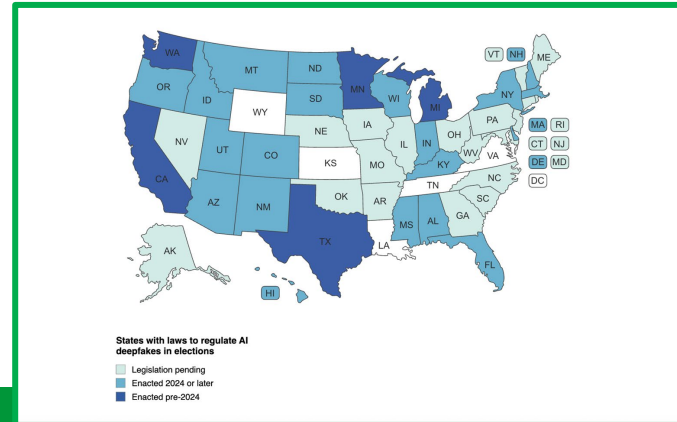 WA
MT
ND
MN
VT
NH
ME
OR
ID
SD
WI
MI
NY
WY
IA
PA
MA
RI
NV
NE
IL
IN
OH
CT
NJ
UT
CO
KS
MO
KY
WV
VA
DE
MD
CA
OK
TN
NC
DC
AZ
NM
AR
SC
MS
AL
GA
TX
LA
AK
FL
HI
States with laws to regulate AI
deepfakes in elections
Legislation pending
Enacted 2024 or later
Enacted pre-2024